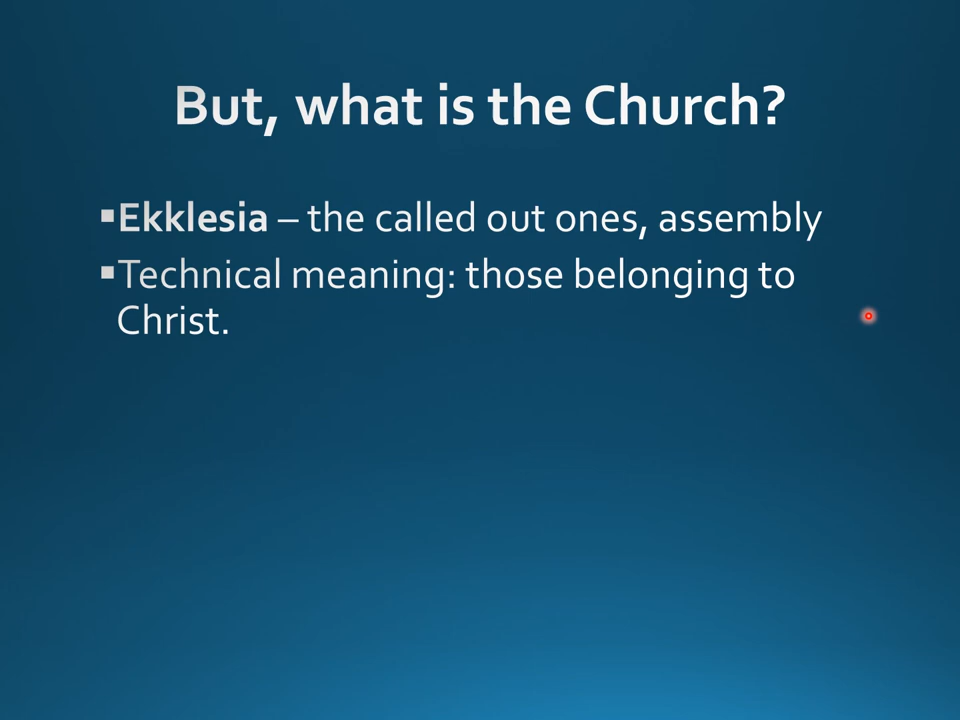 But, what is the Church?
▪Ekklesia – the called out ones, assembly
▪Technical meaning: those belonging to
Christ.